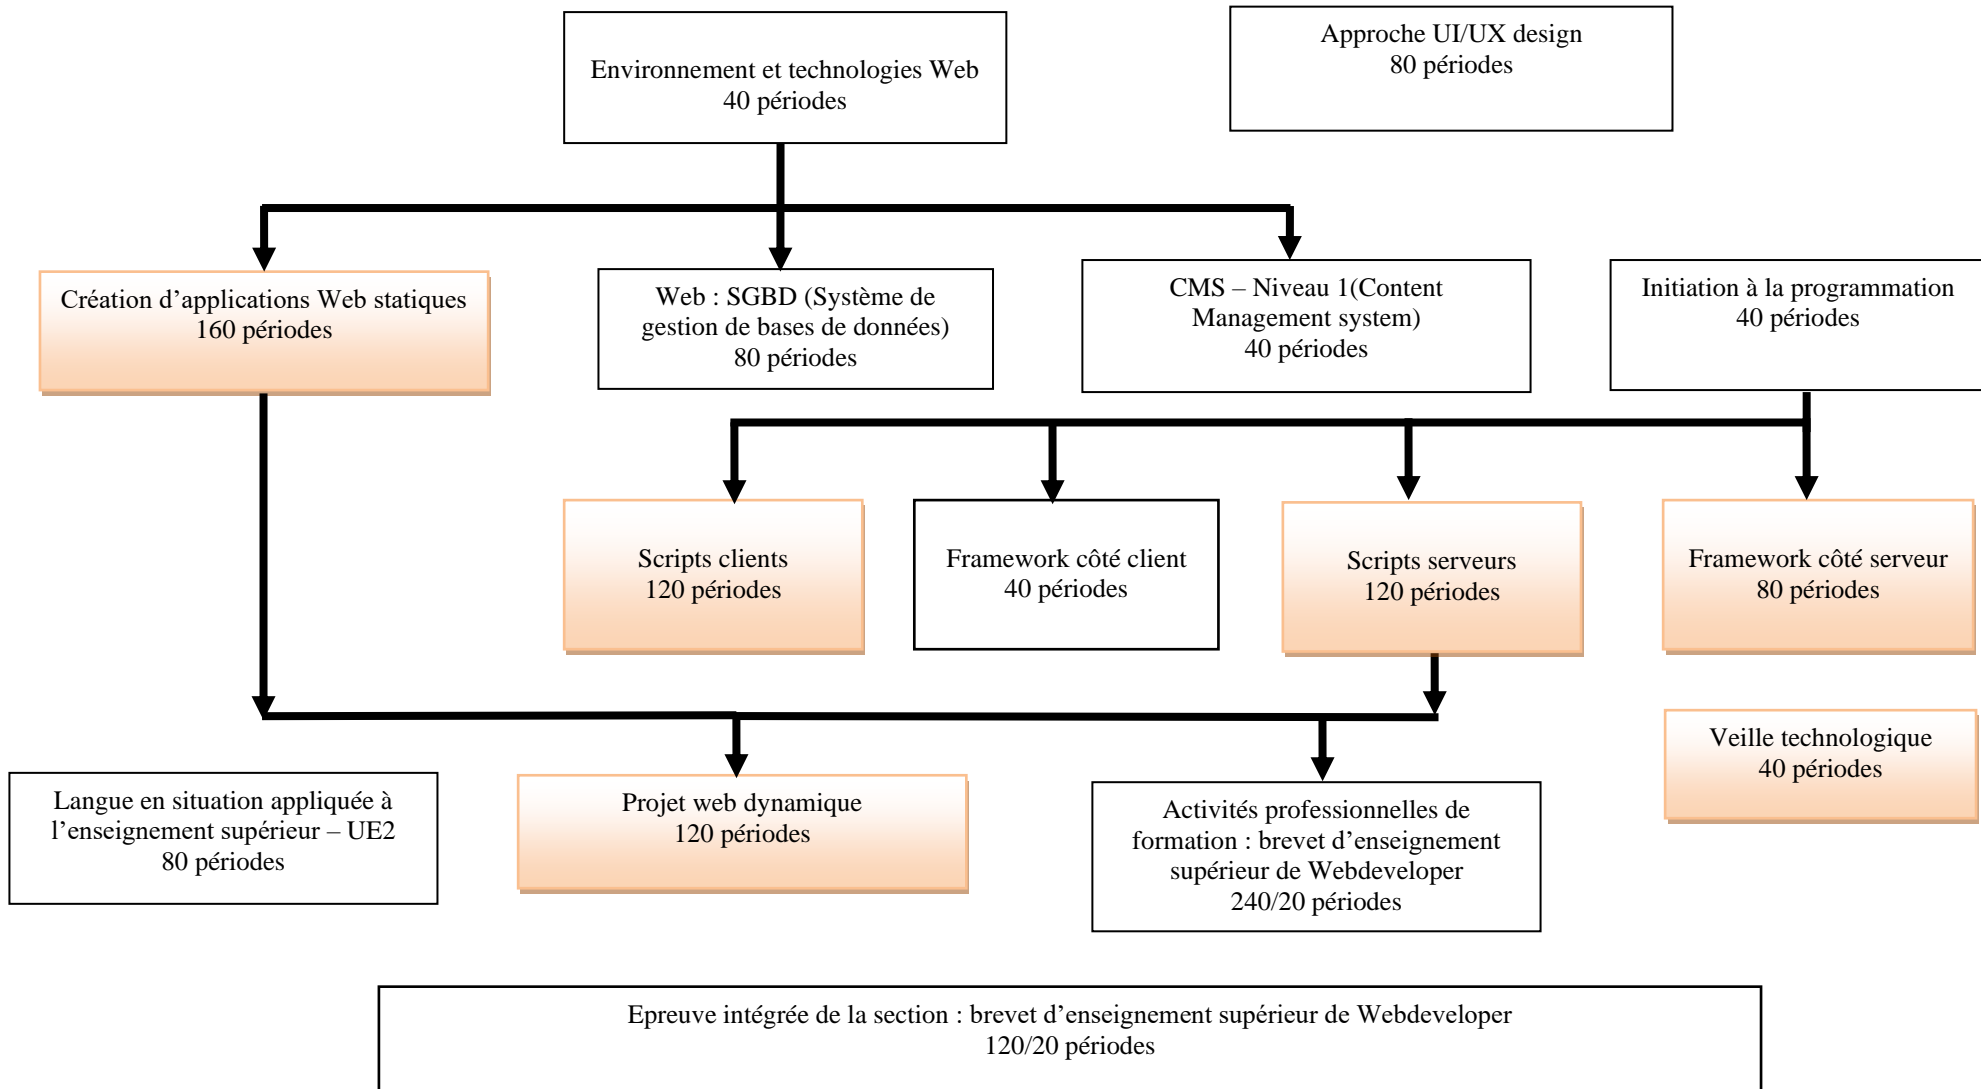 Environnement et technologies Web
40 périodes
Approche UI/UX design
80 périodes
Création d’applications Web statiques
160 périodes
Web : SGBD (Système de
gestion de bases de données)
80 périodes
CMS – Niveau 1(Content
Management system)
40 périodes
Initiation à la programmation
40 périodes
Scripts clients
120 périodes
Framework côté client
40 périodes
Scripts serveurs
120 périodes
Framework côté serveur
80 périodes
Veille technologique
40 périodes
Langue en situation appliquée à
l’enseignement supérieur – UE2
80 périodes
Projet web dynamique
120 périodes
Activités professionnelles de
formation : brevet d’enseignement
supérieur de Webdeveloper
240/20 périodes
Epreuve intégrée de la section : brevet d’enseignement supérieur de Webdeveloper
120/20 périodes